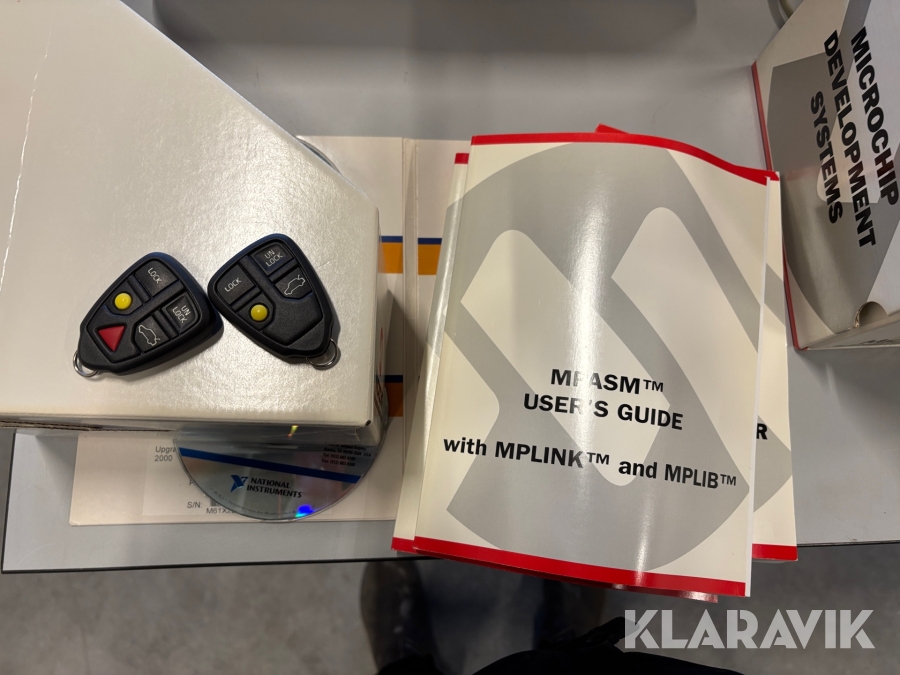 MICROCHIP
DEVELOPMENT
SYSTEMS
UN
LOCK
LOCK
LOCK
UN
LOCK
MPASM™
USER'S GUIDE
with MPLINK™ and MPLIB™
R
2000
S/N:
NATIONAL
INSTRUMENTS
KLARAVIK